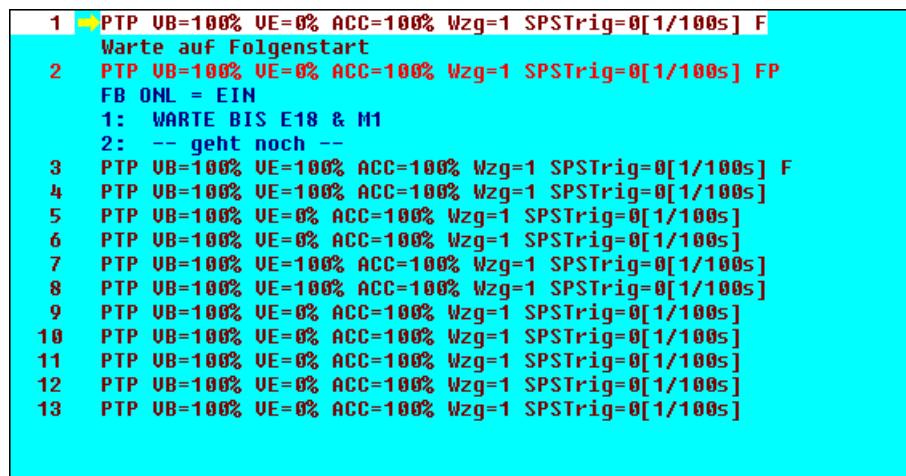 1 PTP VB=100% VE=0% ACC=100% Wzg=1 SPSTrig=0[1/100s] F
Warte auf Folgenstart
2 PTP VB=100% VE=0% ACC=100% Wzg=1 SPSTrig=0[1/100s] FP
FB ONL = EIN
1: WARTE BIS E18 & M1
2: -- geht noch --
3 PTP VB=100% VE=100% ACC=100% Wzg=1 SPSTrig=0[1/100s] F
4 PTP VB=100% VE=100% ACC=100% Wzg=1 SPSTrig=0[1/100s]
5 PTP VB=100% VE=0% ACC=100% Wzg=1 SPSTrig=0[1/100s]
6 PTP VB=100% VE=0% ACC=100% Wzg=1 SPSTrig=0[1/100s]
7 PTP VB=100% VE=100% ACC=100% Wzg=1 SPSTrig=0[1/100s]
8 PTP VB=100% VE=100% ACC=100% Wzg=1 SPSTrig=0[1/100s]
9 PTP VB=100% VE=0% ACC=100% Wzg=1 SPSTrig=0[1/100s]
10 PTP VB=100% VE=0% ACC=100% Wzg=1 SPSTrig=0[1/100s]
11 PTP VB=100% VE=0% ACC=100% Wzg=1 SPSTrig=0[1/100s]
12 PTP VB=100% VE=0% ACC=100% Wzg=1 SPSTrig=0[1/100s]
13 PTP VB=100% VE=0% ACC=100% Wzg=1 SPSTrig=0[1/100s]